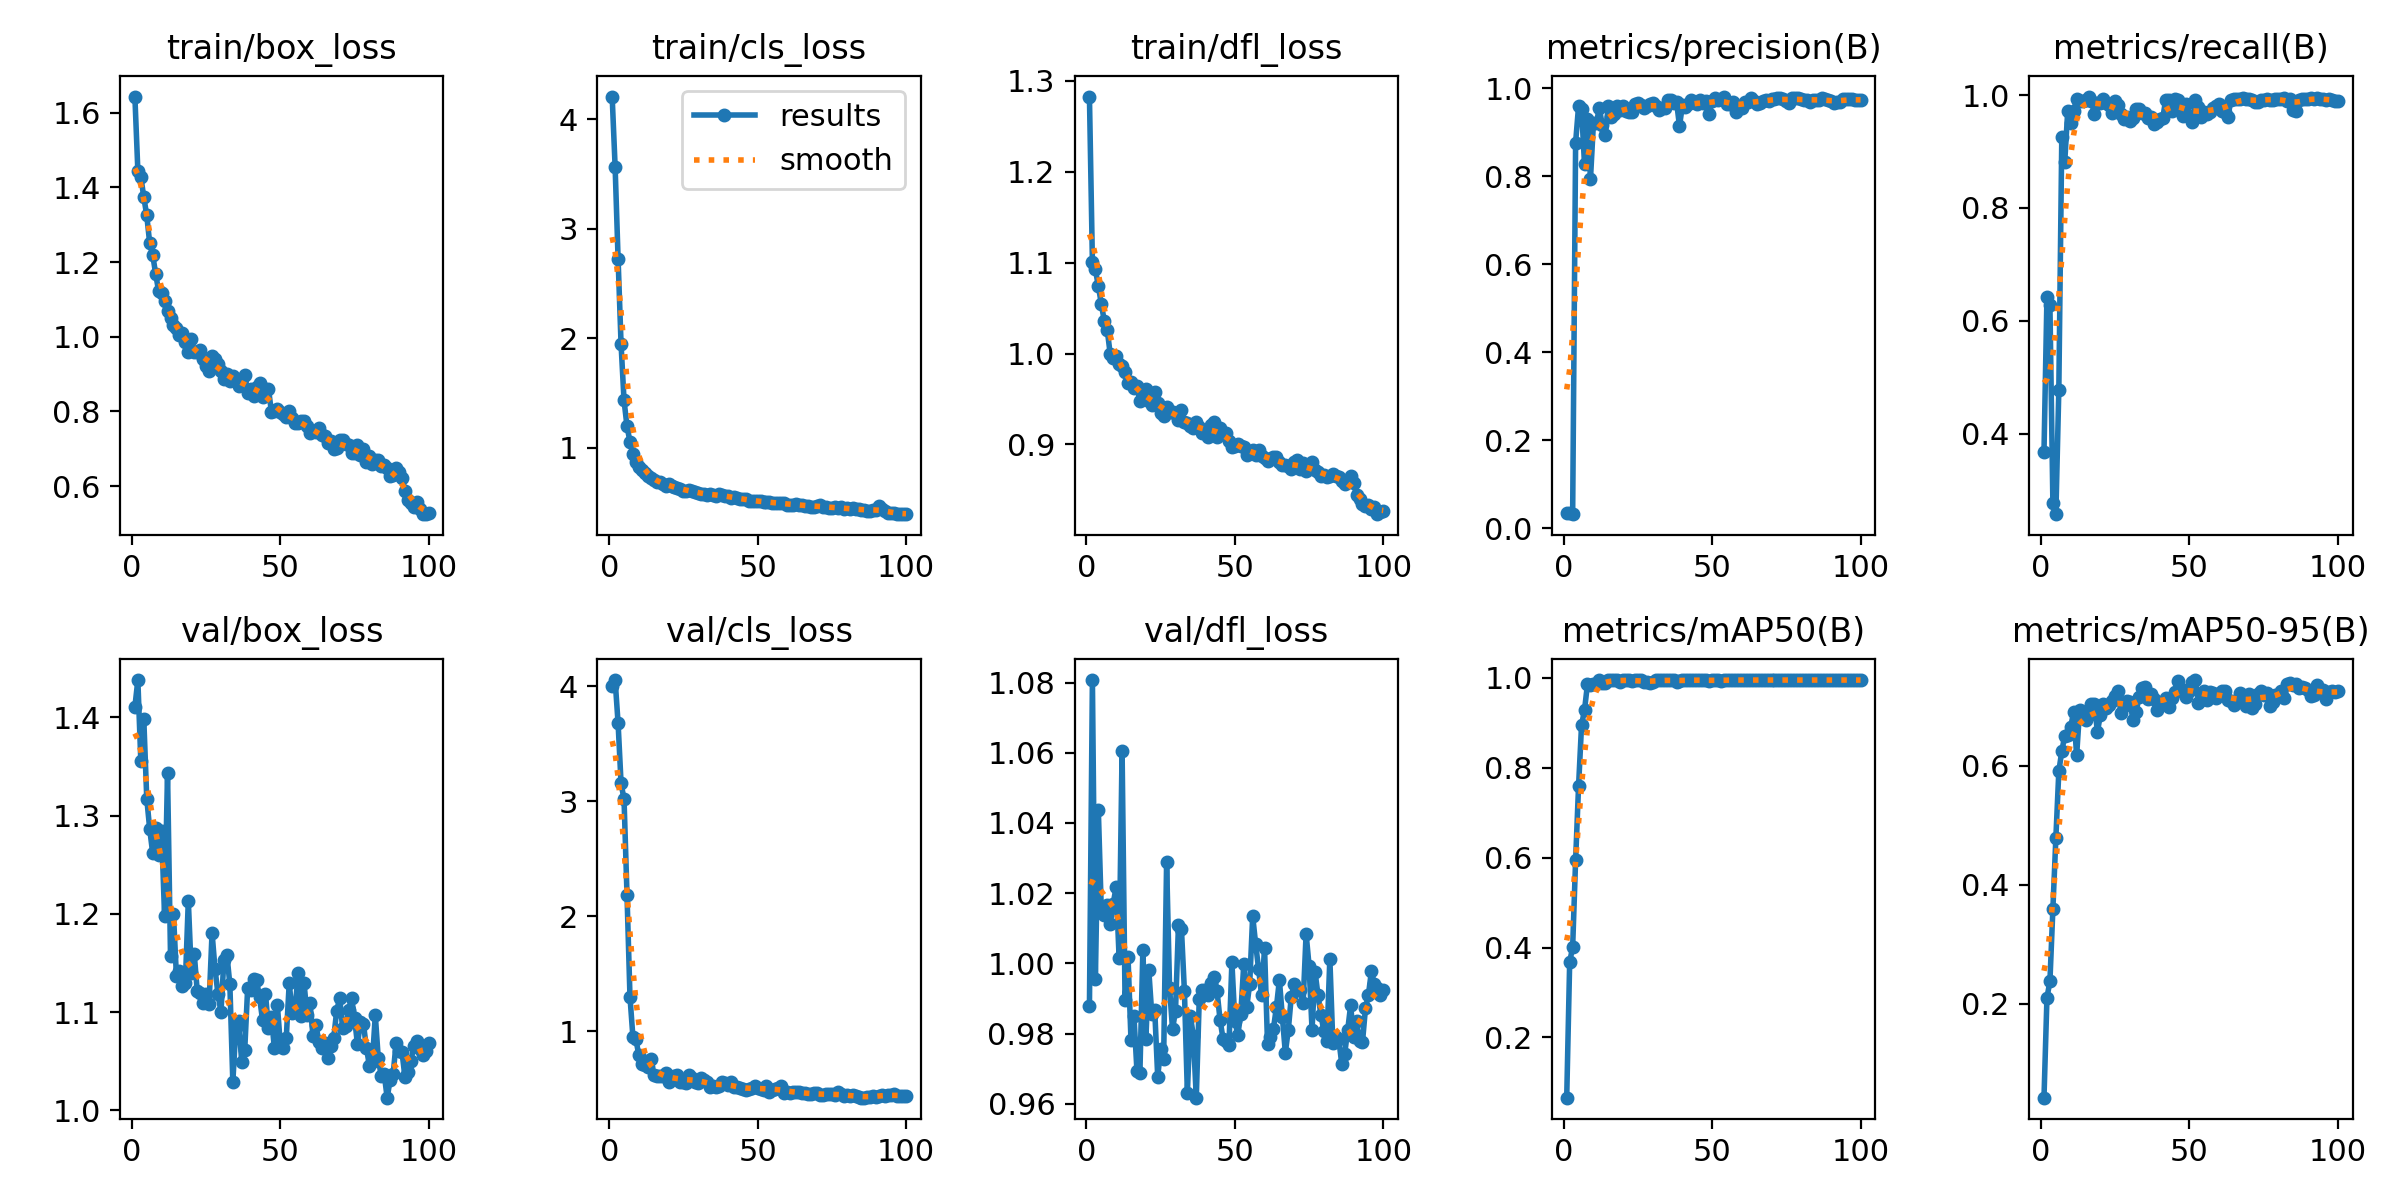 train/box_loss
1.6
1.4
1.2
1.0
0.8
0.6
0 50 100
train/cls_loss
results
smooth
4
3
2
1
0 50 100
train/dfl_loss
1.3
1.2
1.1
1.0
0.9
0 50 100
metrics/precision(B)
1.0
0.8
0.6
0.4
0.2
0.0
0 50 100
metrics/recall(B)
1.0
0.8
0.6
0.4
0 50 100
val/box_loss
1.4
1.3
1.2
1.1
1.0
0 50 100
val/cls_loss
4
3
2
1
0 50 100
val/dfl_loss
1.08
1.06
1.04
1.02
1.00
0.98
0.96
0 50 100
metrics/mAP50(B)
1.0
0.8
0.6
0.4
0.2
0 50 100
metrics/mAP50-95(B)
0.6
0.4
0.2
0 50 100